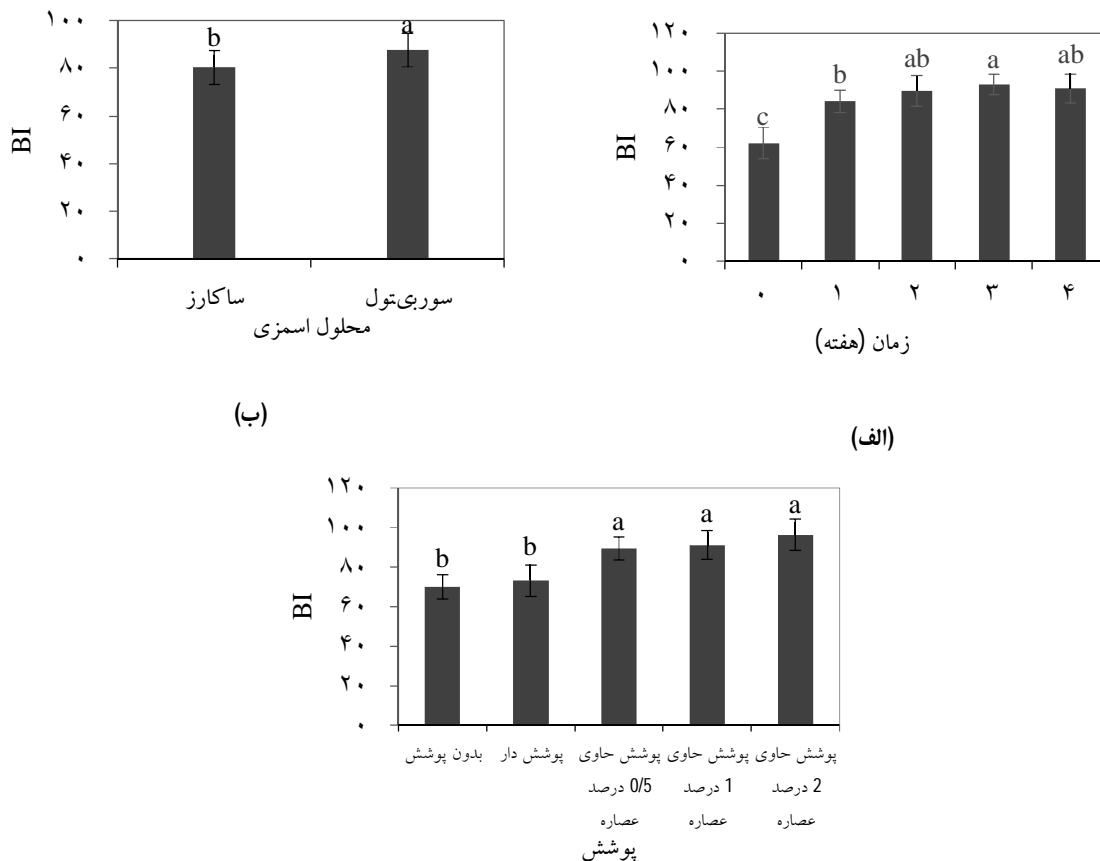 ۱۲۰
۱۰۰
۸۰
۶۰
۴۰
۲۰
۰
BI
c
b
ab
a
ab
۰ ۱ ۲ ۳ ۴
زمان (هفته)
(الف)
۱۰۰
۸۰
۶۰
۴۰
۲۰
۰
BI
b
a
ساکارز
سوربیتول
محلول اسمزی
(ب)
۱۲۰
۱۰۰
۸۰
۶۰
۴۰
۲۰
۰
BI
b
b
a
a
a
بدون پوشش
پوشش دار
پوشش حاوی
0/5 درصد
عصاره
پوشش حاوی
1 درصد
عصاره
پوشش حاوی
2 درصد
عصاره
پوشش